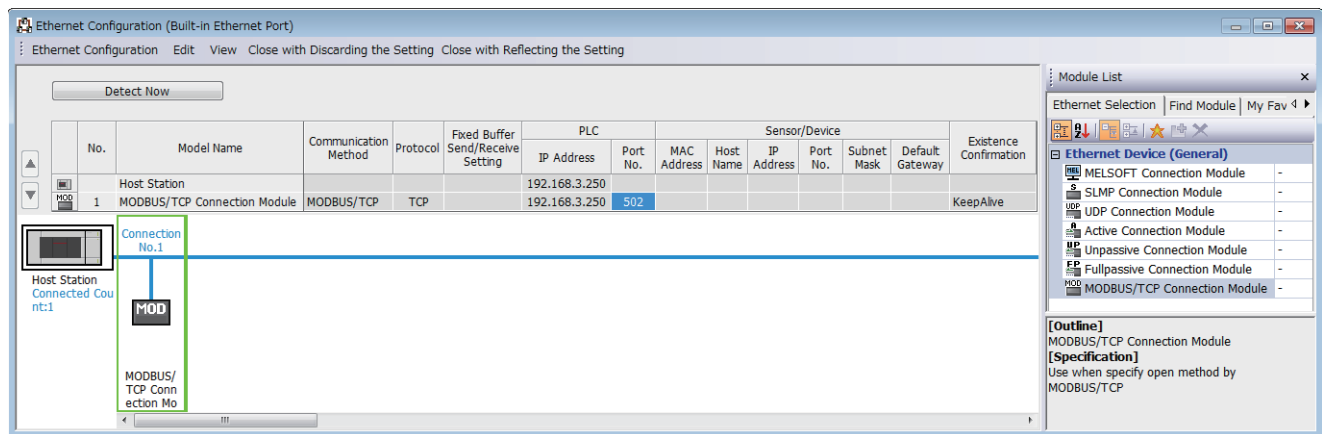 Ethernet Configuration (Built-in Ethernet Port)
Ethernet Configuration Edit View Close with Discarding the Setting Close with Reflecting the Setting
Detect Now
No. Model Name Communication Method Protocol Fixed Buffer Send/Receive Setting PLC IP Address Port No. Sensor/Device MAC Address Host Name IP Address Port No. Subnet Mask Default Gateway Existence Confirmation
Host Station 192.168.3.250
MOD 1 MODBUS/TCP Connection Module MODBUS/TCP TCP 192.168.3.250 502 KeepAlive
Connection
No.1
Host Station
Connected Cou
nt:1
MOD
MODBUS/
TCP Conn
ection Mo
Module List
Ethernet Selection Find Module My Fav
Ethernet Device (General)
MEL MELSOFT Connection Module -
S SLMP Connection Module -
UDP UDP Connection Module -
A Active Connection Module -
UP Unpassive Connection Module -
FP Fullpassive Connection Module -
MOD MODBUS/TCP Connection Module -
[Outline]
MODBUS/TCP Connection Module
[Specification]
Use when specify open method by
MODBUS/TCP